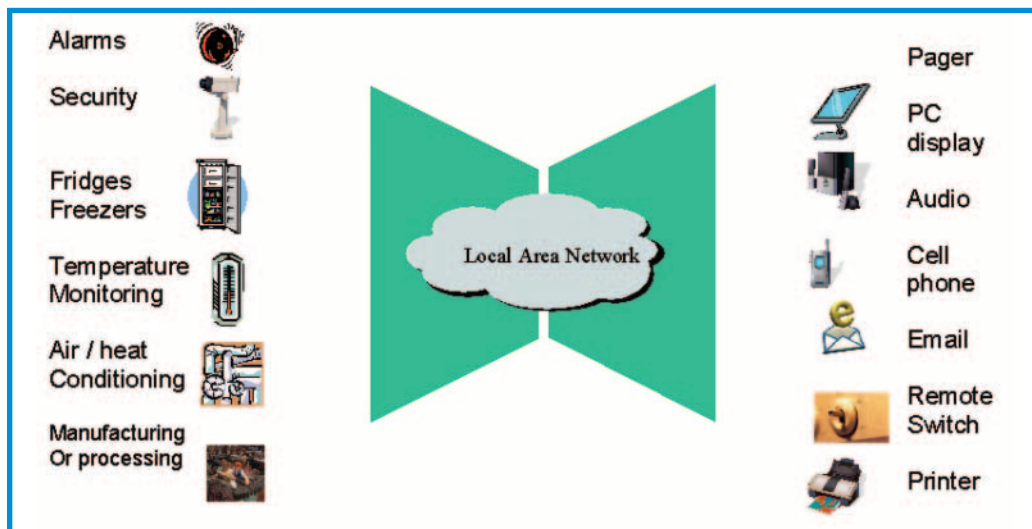 Alarms
Security
Fridges
Freezers
Temperature
Monitoring
Air / heat
Conditioning
Manufacturing
Or processing
Local Area Network
Pager
PC
display
Audio
Cell
phone
Email
Remote
Switch
Printer